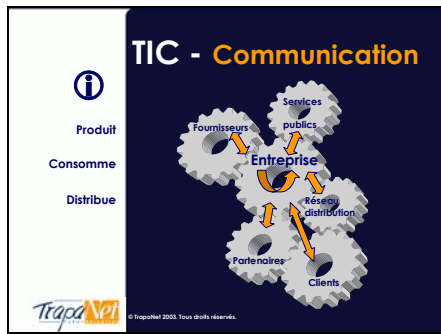 TIC - Communication
i
Produit
Consomme
Distribue
Services
publics
Fournisseurs
Entreprise
Réseau
distribution
Partenaires
Clients
TrapaNet
© TrapaNet 2003. Tous droits réservés.